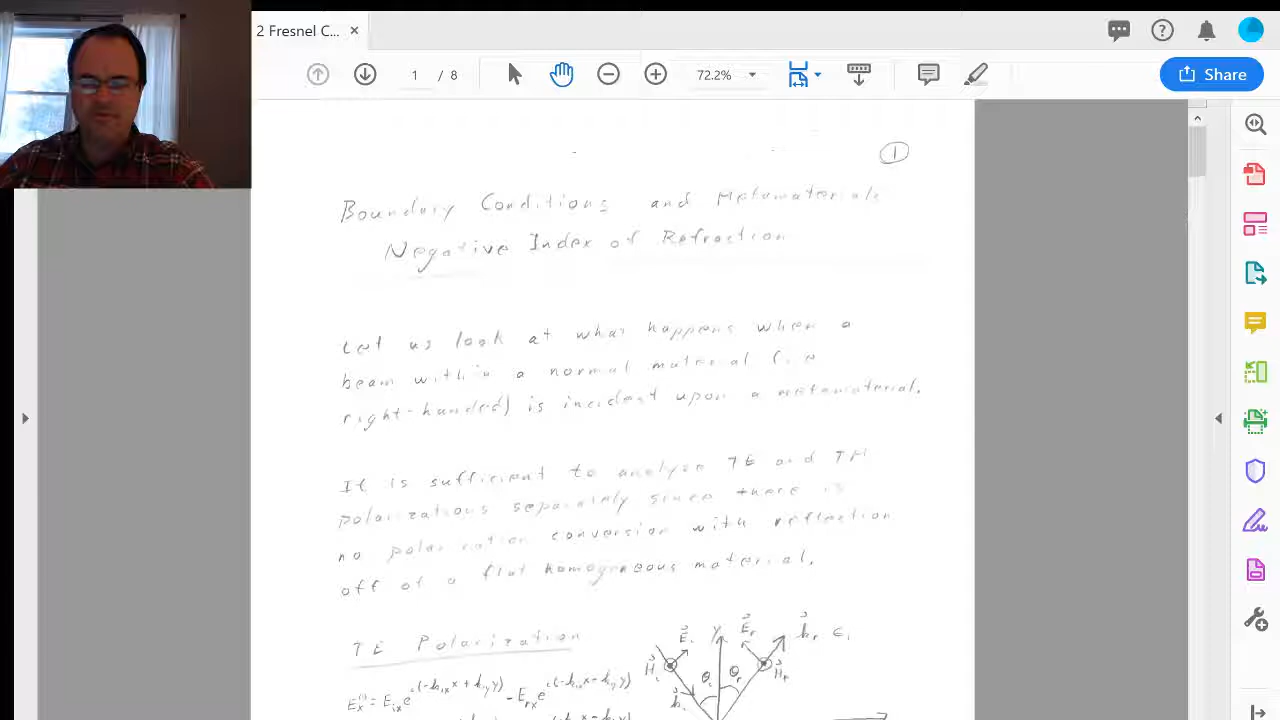 2 Fresnel C...
1 / 8
72.2%
Share
1
Boundary Conditions and Metamaterials
Negative Index of Refraction
Let us look at what happens when a
beam within a normal material (i.e
right-handed) is incident upon a metamaterial.
It is sufficient to analyze TE and TM
polarizations separately since there is
no polarization conversion with reflection
off of a flat homogeneous material.
TE Polarization
E⃗ᵢ y E⃗ᵣ k⃗ᵣ ϵ₁
H⃗ᵢ θᵢ θᵣ H⃗ᵣ
k⃗ᵢ